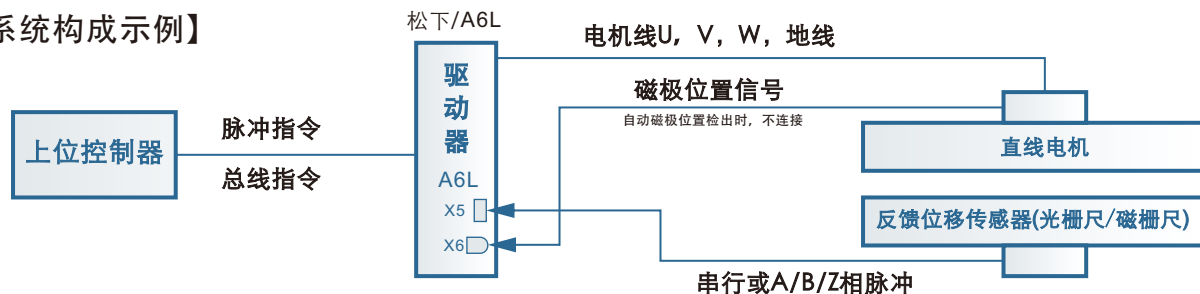 系统构成示例】
松下/A6L
电机线U，V，W，地线
驱动器
磁极位置信号
自动磁极位置检出时，不连接
脉冲指令
上位控制器
直线电机
总线指令
A6L
X5
反馈位移传感器(光栅尺/磁栅尺)
X6
串行或A/B/Z相脉冲